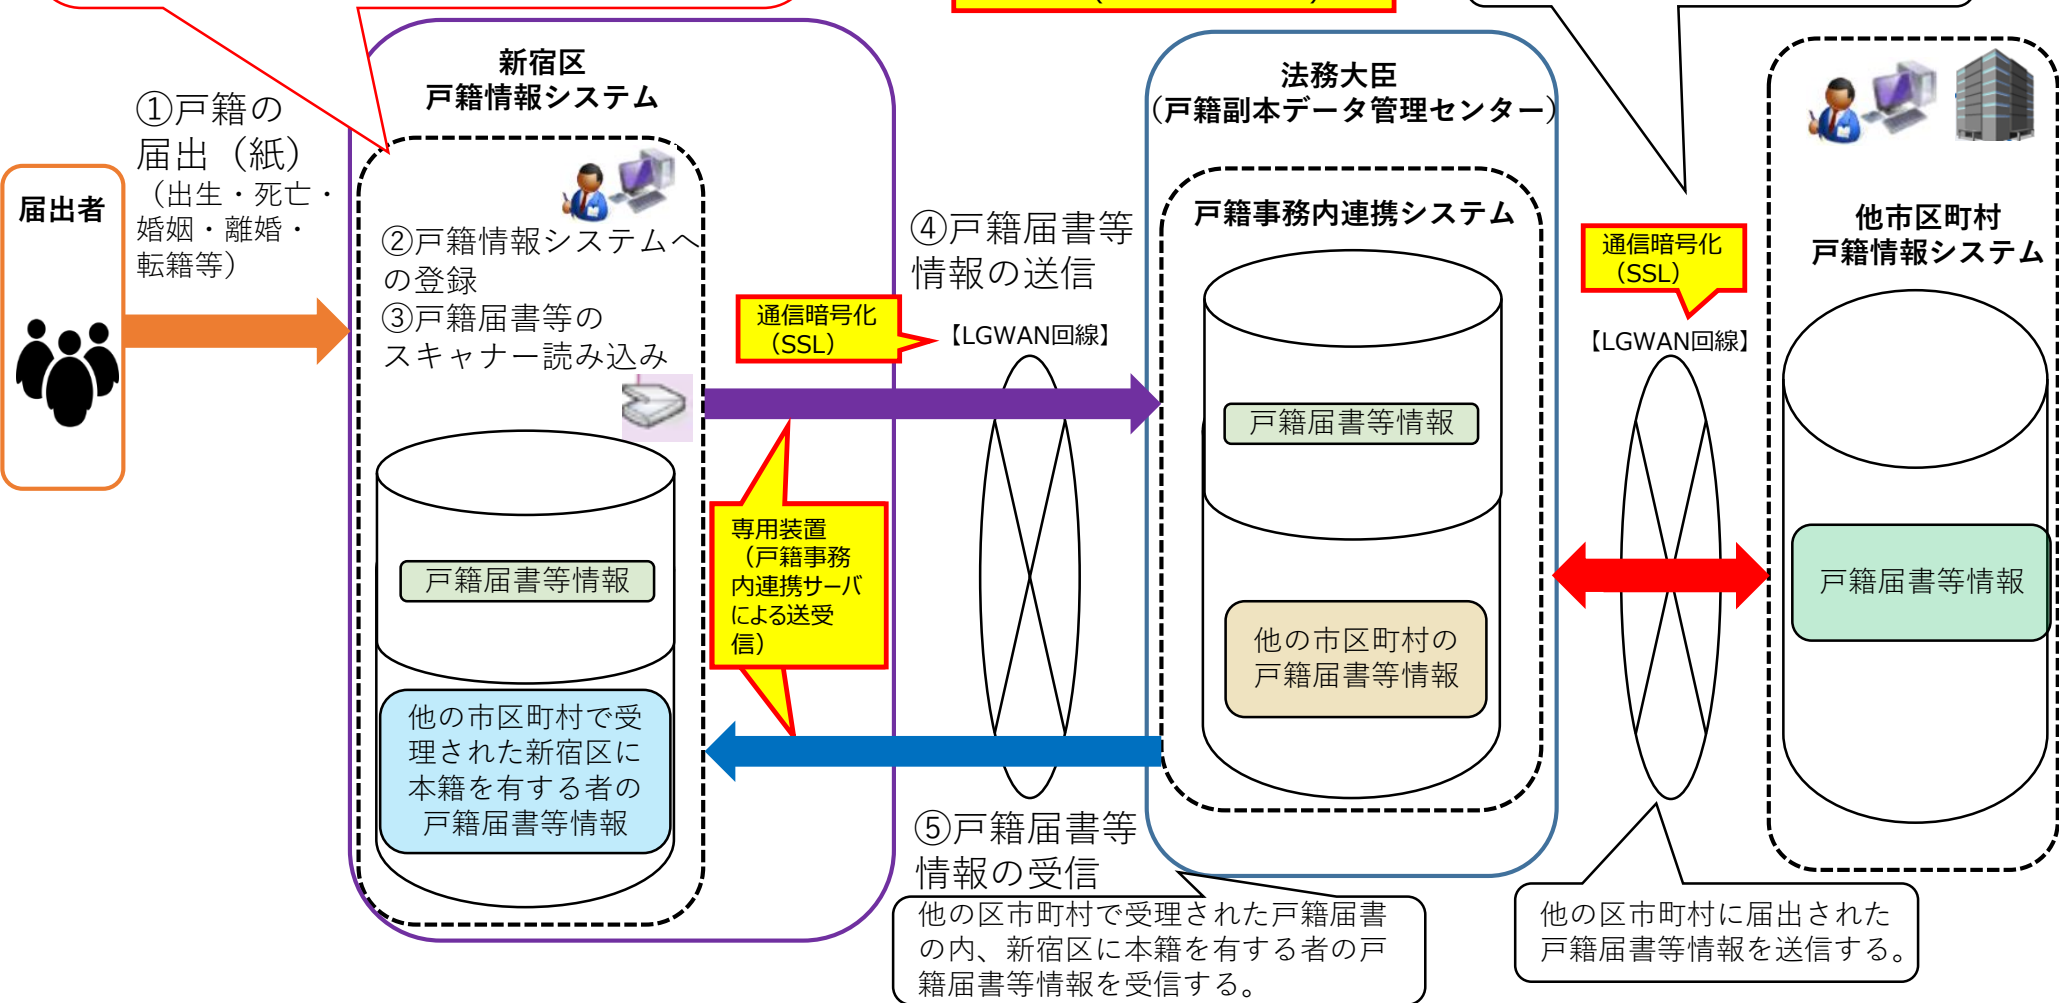 新宿区
戸籍情報システム
法務大臣
（戸籍副本データ管理センター）
①戸籍の
届出（紙）
（出生・死亡・
婚姻・離婚・
転籍等）
届出者
②戸籍情報システムへ
の登録
③戸籍届書等の
スキャナー読み込み
④戸籍届書等
情報の送信
戸籍事務内連携システム
通信暗号化
（SSL）
他市区町村
戸籍情報システム
通信暗号化
（SSL）
【LGWAN回線】
【LGWAN回線】
戸籍届書等情報
専用装置
（戸籍事務
内連携サーバ
による送受
信）
戸籍届書等情報
戸籍届書等情報
他の市区町村の
戸籍届書等情報
他の市区町村で受
理された新宿区に
本籍を有する者の
戸籍届書等情報
⑤戸籍届書等
情報の受信
他の区市町村で受理された戸籍届書
の内、新宿区に本籍を有する者の戸
籍届書等情報を受信する。
他の区市町村に届出された
戸籍届書等情報を送信する。